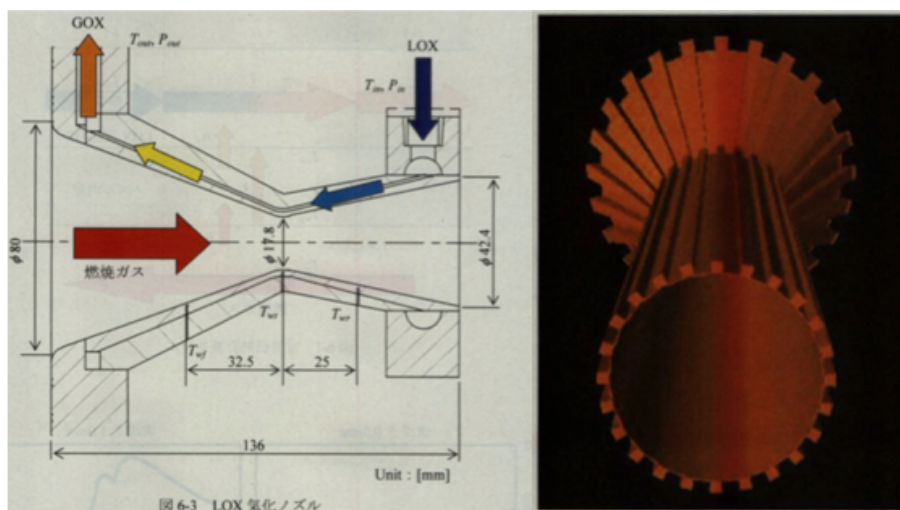 GOX
T_out, P_out
LOX
T_in, P_in
φ80
燃焼ガス
φ17.8
φ42.4
T_wf
T_wt
T_wr
32.5
25
136
Unit : [mm]
図 6-3 LOX 気化ノズル